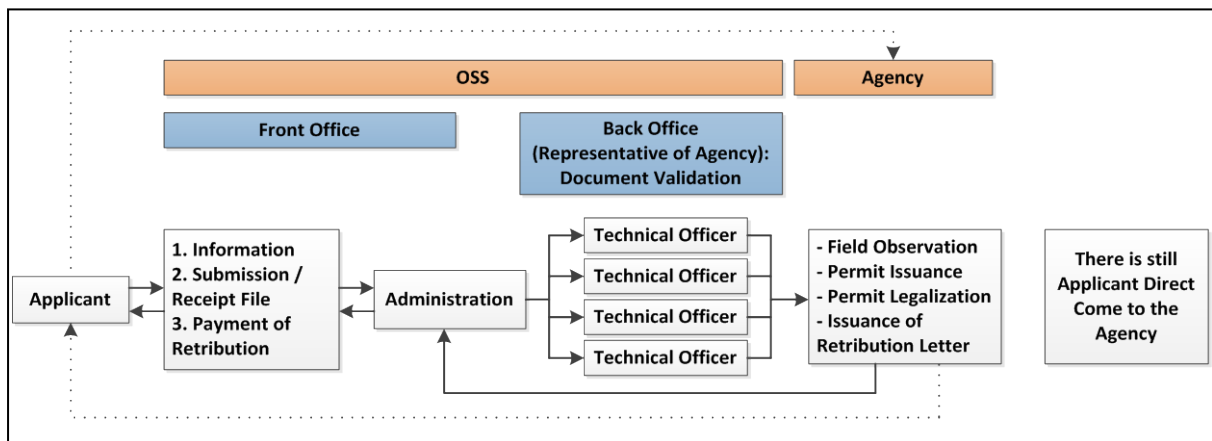 OSS
Agency
Front Office
Back Office
(Representative of Agency):
Document Validation
Applicant
1. Information
2. Submission /
Receipt File
3. Payment of
Retribution
Administration
Technical Officer
Technical Officer
Technical Officer
Technical Officer
- Field Observation
- Permit Issuance
- Permit Legalization
- Issuance of
Retribution Letter
There is still
Applicant Direct
Come to the
Agency